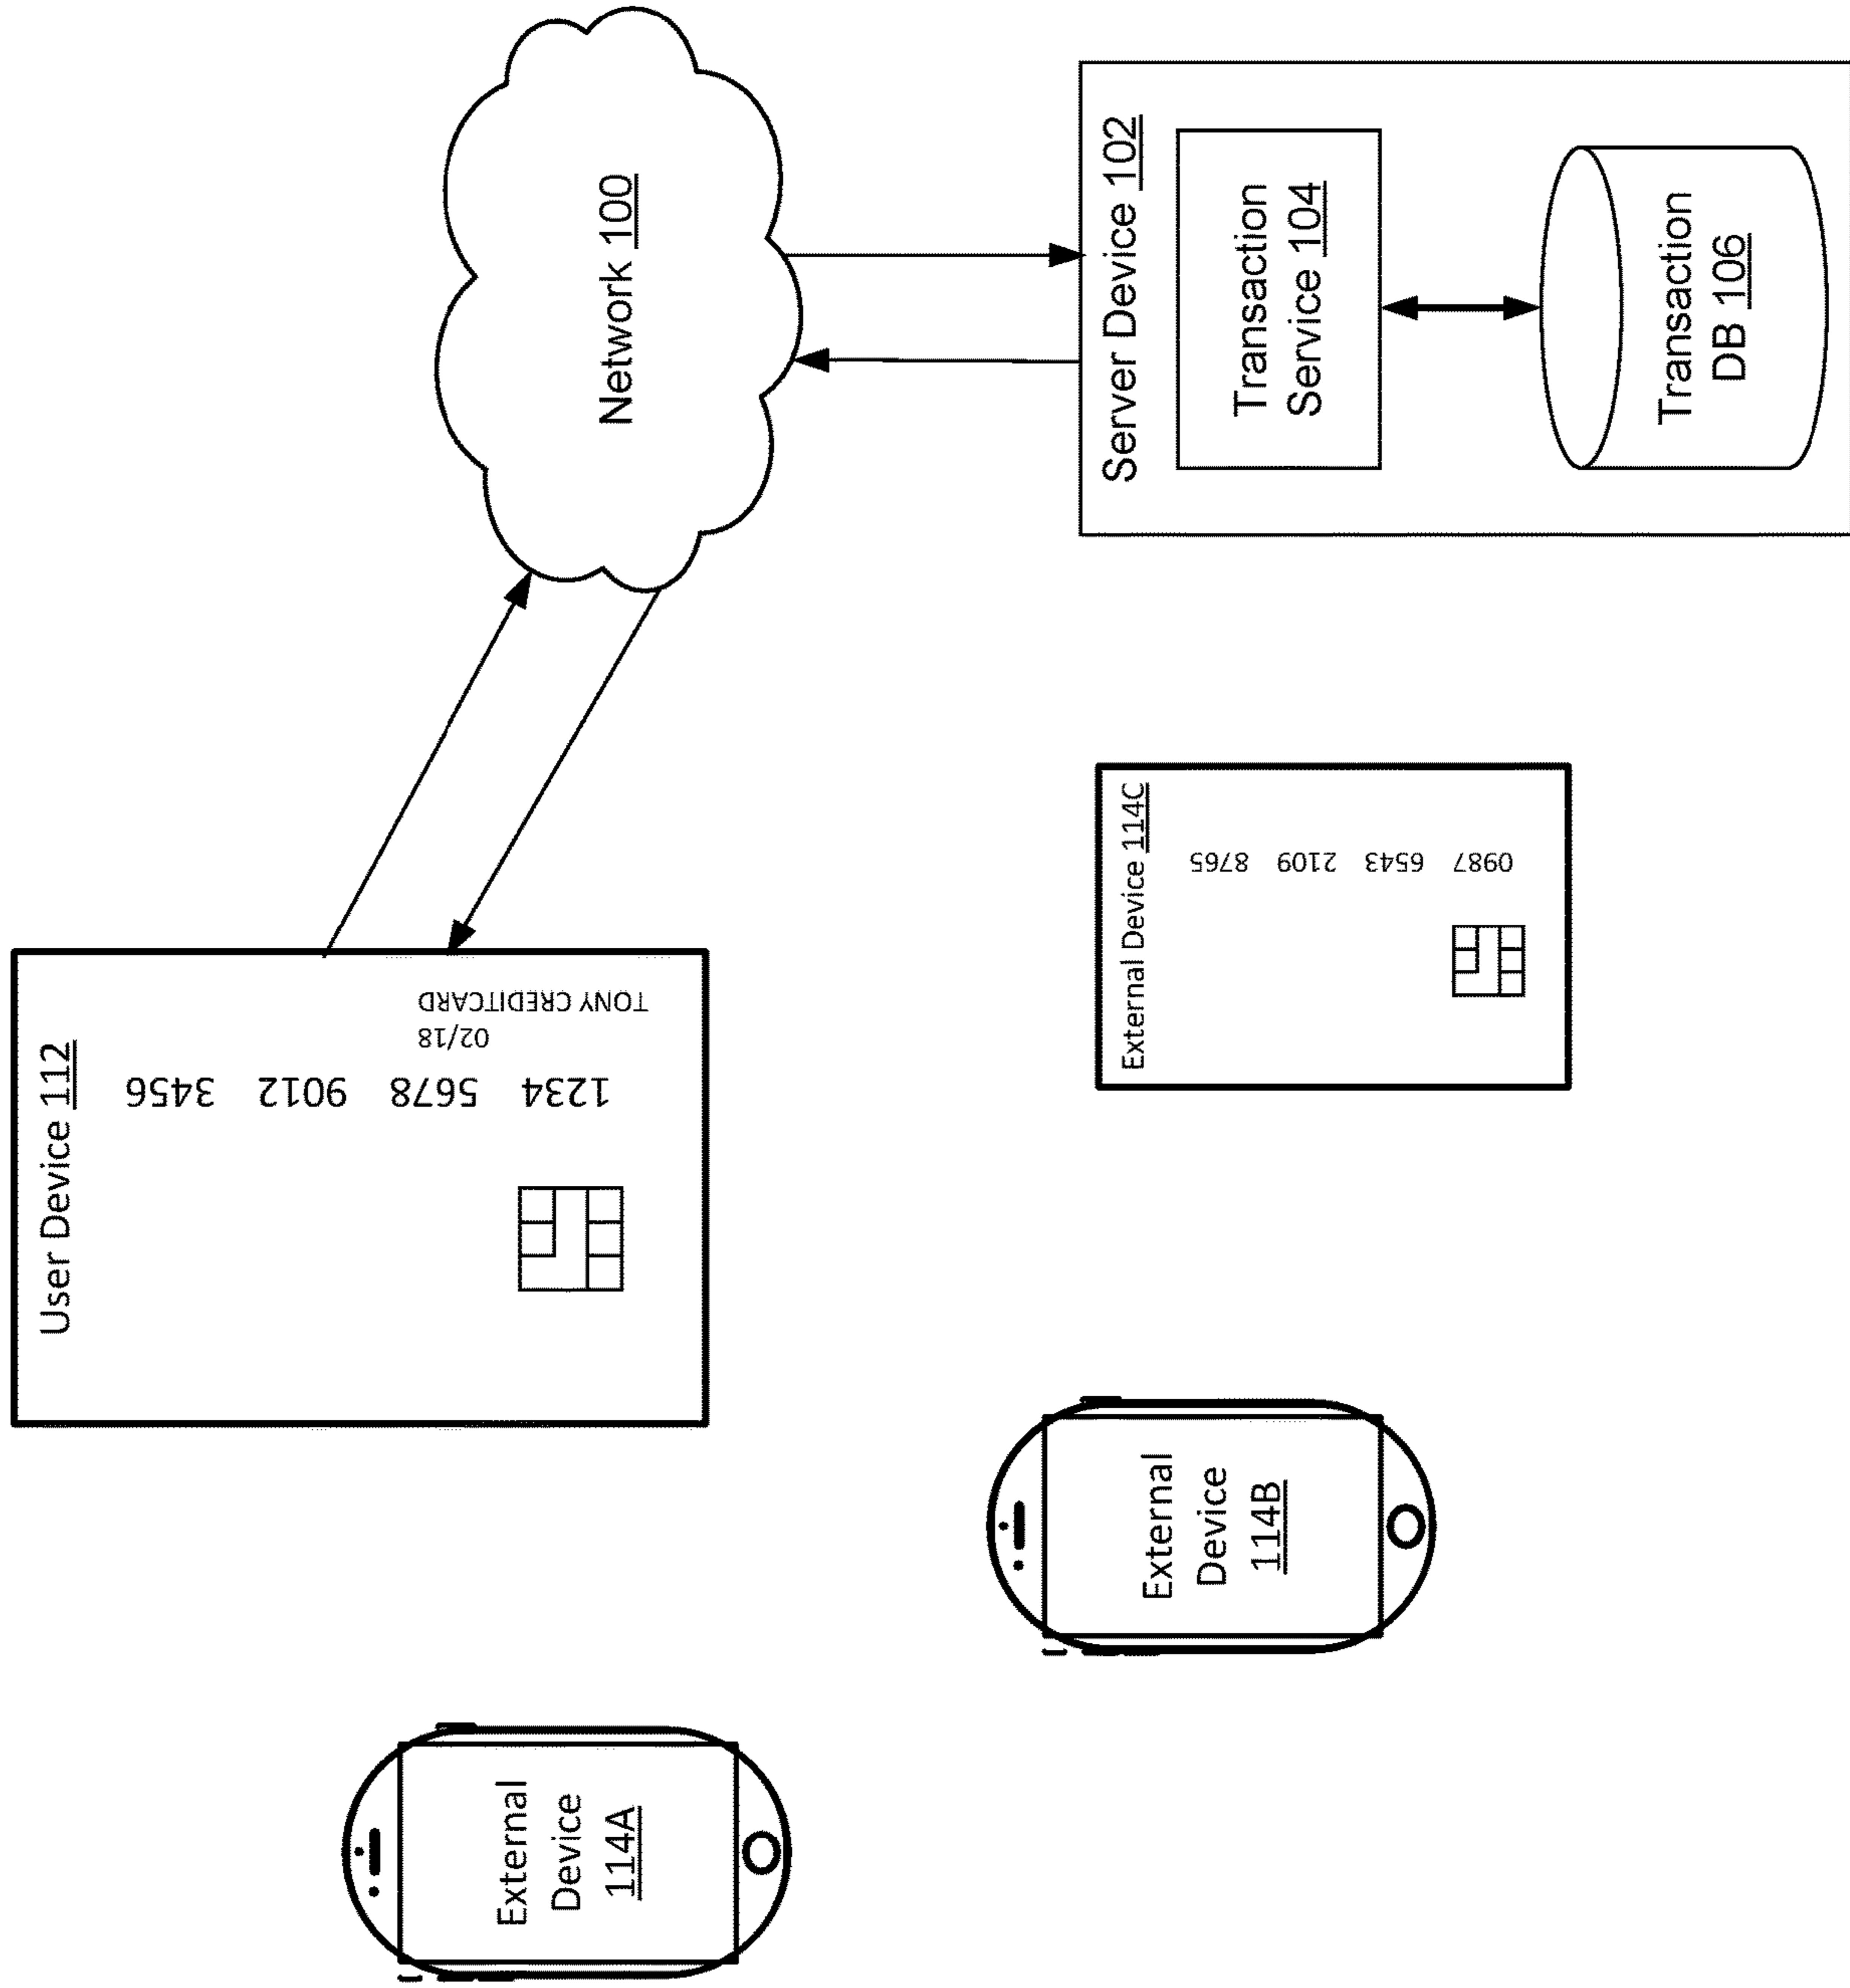 User Device 112
1234 5678 9012 3456
02/18
TONY CREDITCARD
Network 100
External Device
114A
External
Device
114B
External Device 114C
0987 6543 2109 8765
Server Device 102
Transaction
Service 104
Transaction
DB 106